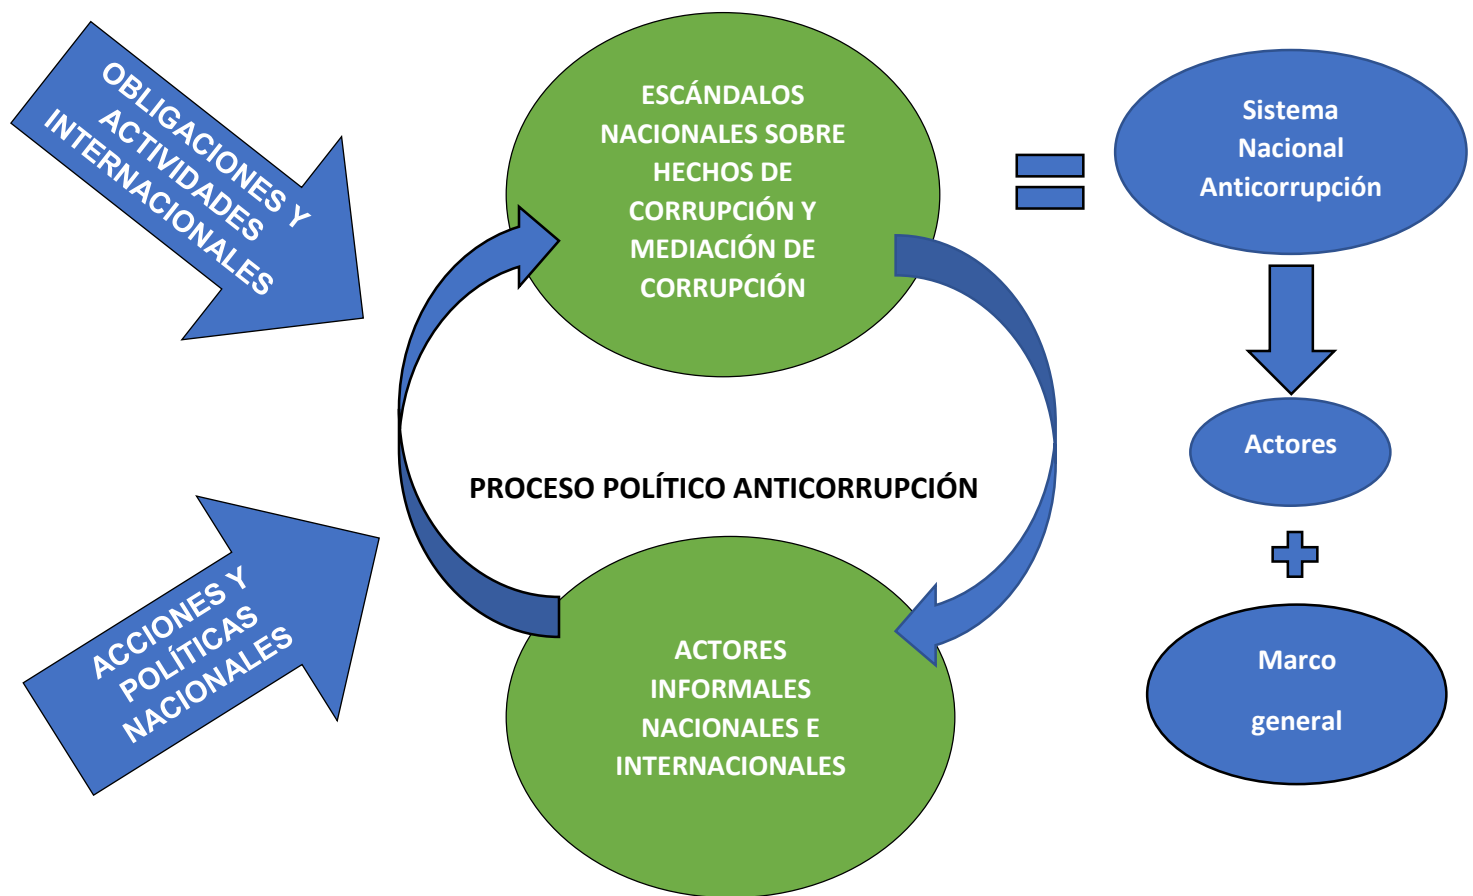 OBLIGACIONES Y
ACTIVIDADES
INTERNACIONALES
ACCIONES Y
POLÍTICAS
NACIONALES
ESCÁNDALOS
NACIONALES SOBRE
HECHOS DE
CORRUPCIÓN Y
MEDIACIÓN DE
CORRUPCIÓN
PROCESO POLÍTICO ANTICORRUPCIÓN
ACTORES
INFORMALES
NACIONALES E
INTERNACIONALES
Sistema
Nacional
Anticorrupción
Actores
Marco
general